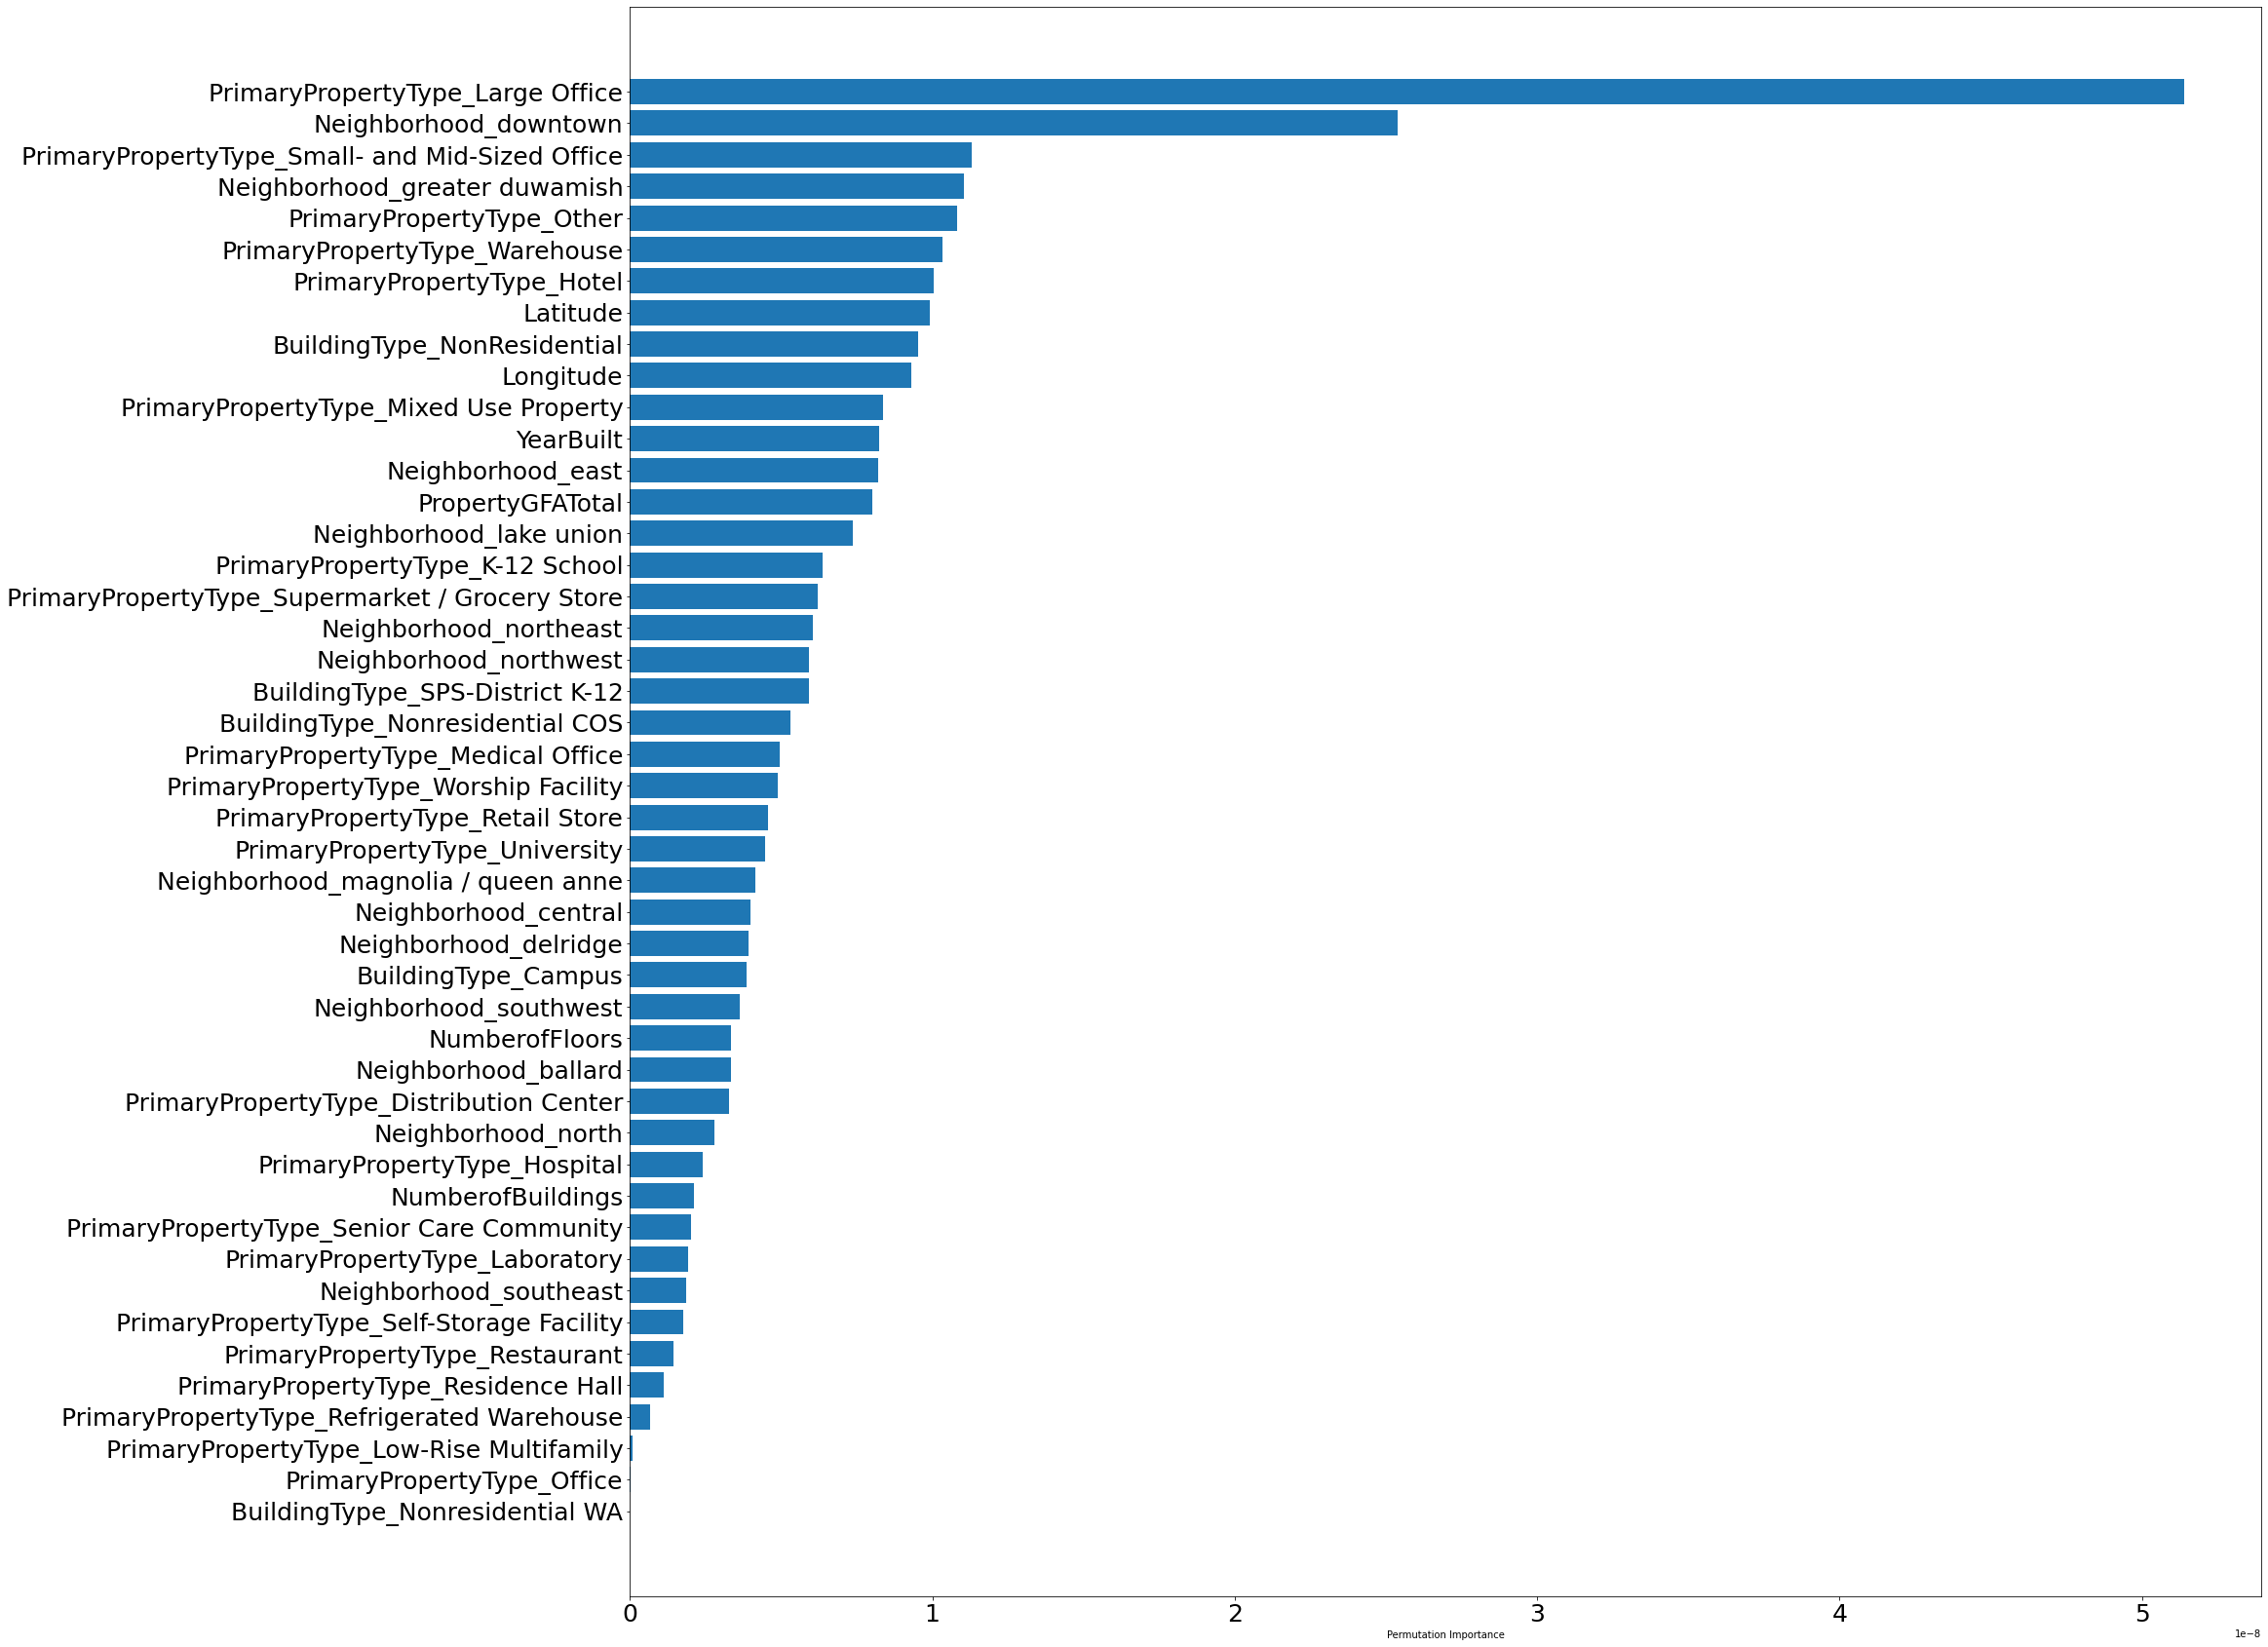 PrimaryPropertyType_Large Office
Neighborhood_downtown
PrimaryPropertyType_Small- and Mid-Sized Office
Neighborhood_greater duwamish
PrimaryPropertyType_Other
PrimaryPropertyType_Warehouse
PrimaryPropertyType_Hotel
Latitude
BuildingType_NonResidential
Longitude
PrimaryPropertyType_Mixed Use Property
YearBuilt
Neighborhood_east
PropertyGFATotal
Neighborhood_lake union
PrimaryPropertyType_K-12 School
PrimaryPropertyType_Supermarket / Grocery Store
Neighborhood_northeast
Neighborhood_northwest
BuildingType_SPS-District K-12
BuildingType_Nonresidential COS
PrimaryPropertyType_Medical Office
PrimaryPropertyType_Worship Facility
PrimaryPropertyType_Retail Store
PrimaryPropertyType_University
Neighborhood_magnolia / queen anne
Neighborhood_central
Neighborhood_delridge
BuildingType_Campus
Neighborhood_southwest
NumberofFloors
Neighborhood_ballard
PrimaryPropertyType_Distribution Center
Neighborhood_north
PrimaryPropertyType_Hospital
NumberofBuildings
PrimaryPropertyType_Senior Care Community
PrimaryPropertyType_Laboratory
Neighborhood_southeast
PrimaryPropertyType_Self-Storage Facility
PrimaryPropertyType_Restaurant
PrimaryPropertyType_Residence Hall
PrimaryPropertyType_Refrigerated Warehouse
PrimaryPropertyType_Low-Rise Multifamily
PrimaryPropertyType_Office
BuildingType_Nonresidential WA
0 1 2 3 4 5
Permutation Importance
1e−8